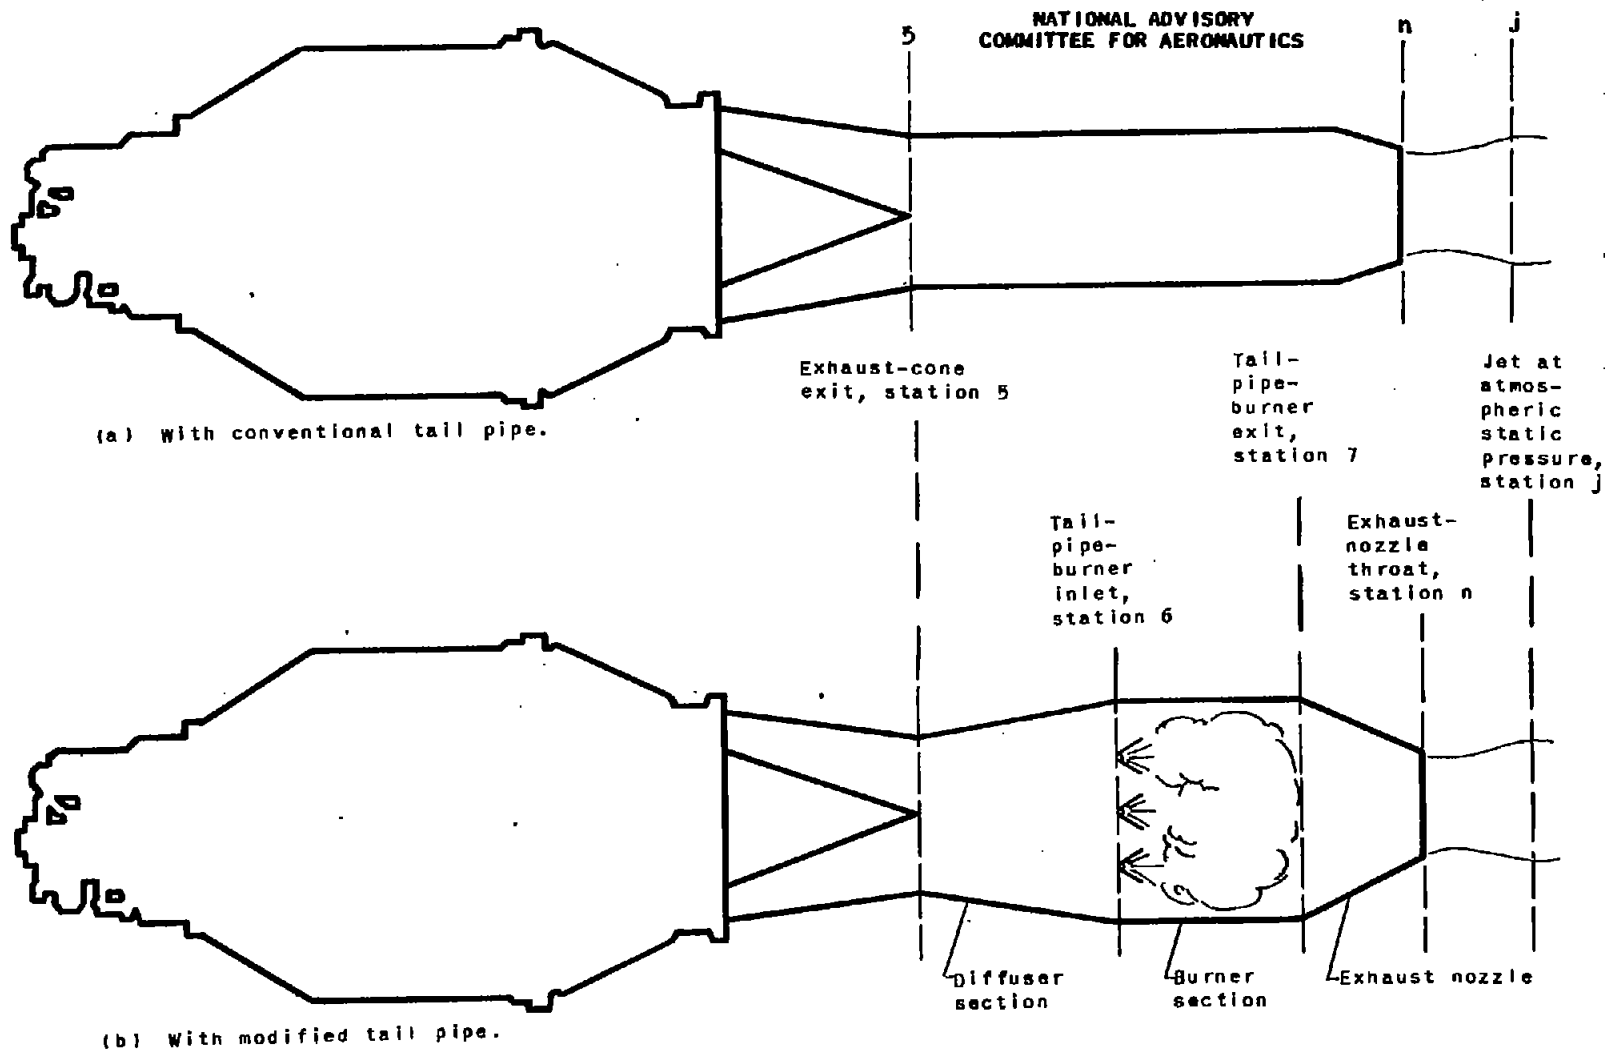 NATIONAL ADVISORY
COMMITTEE FOR AERONAUTICS
5
n
j
Exhaust-cone
exit, station 5
Tail-
pipe-
burner
exit,
station 7
Jet at
atmos-
pheric
static
pressure,
station j
(a) With conventional tail pipe.
Tail-
pipe-
burner
inlet,
station 6
Exhaust-
nozzle
throat,
station n
Diffuser
section
Burner
section
Exhaust nozzle
(b) With modified tail pipe.